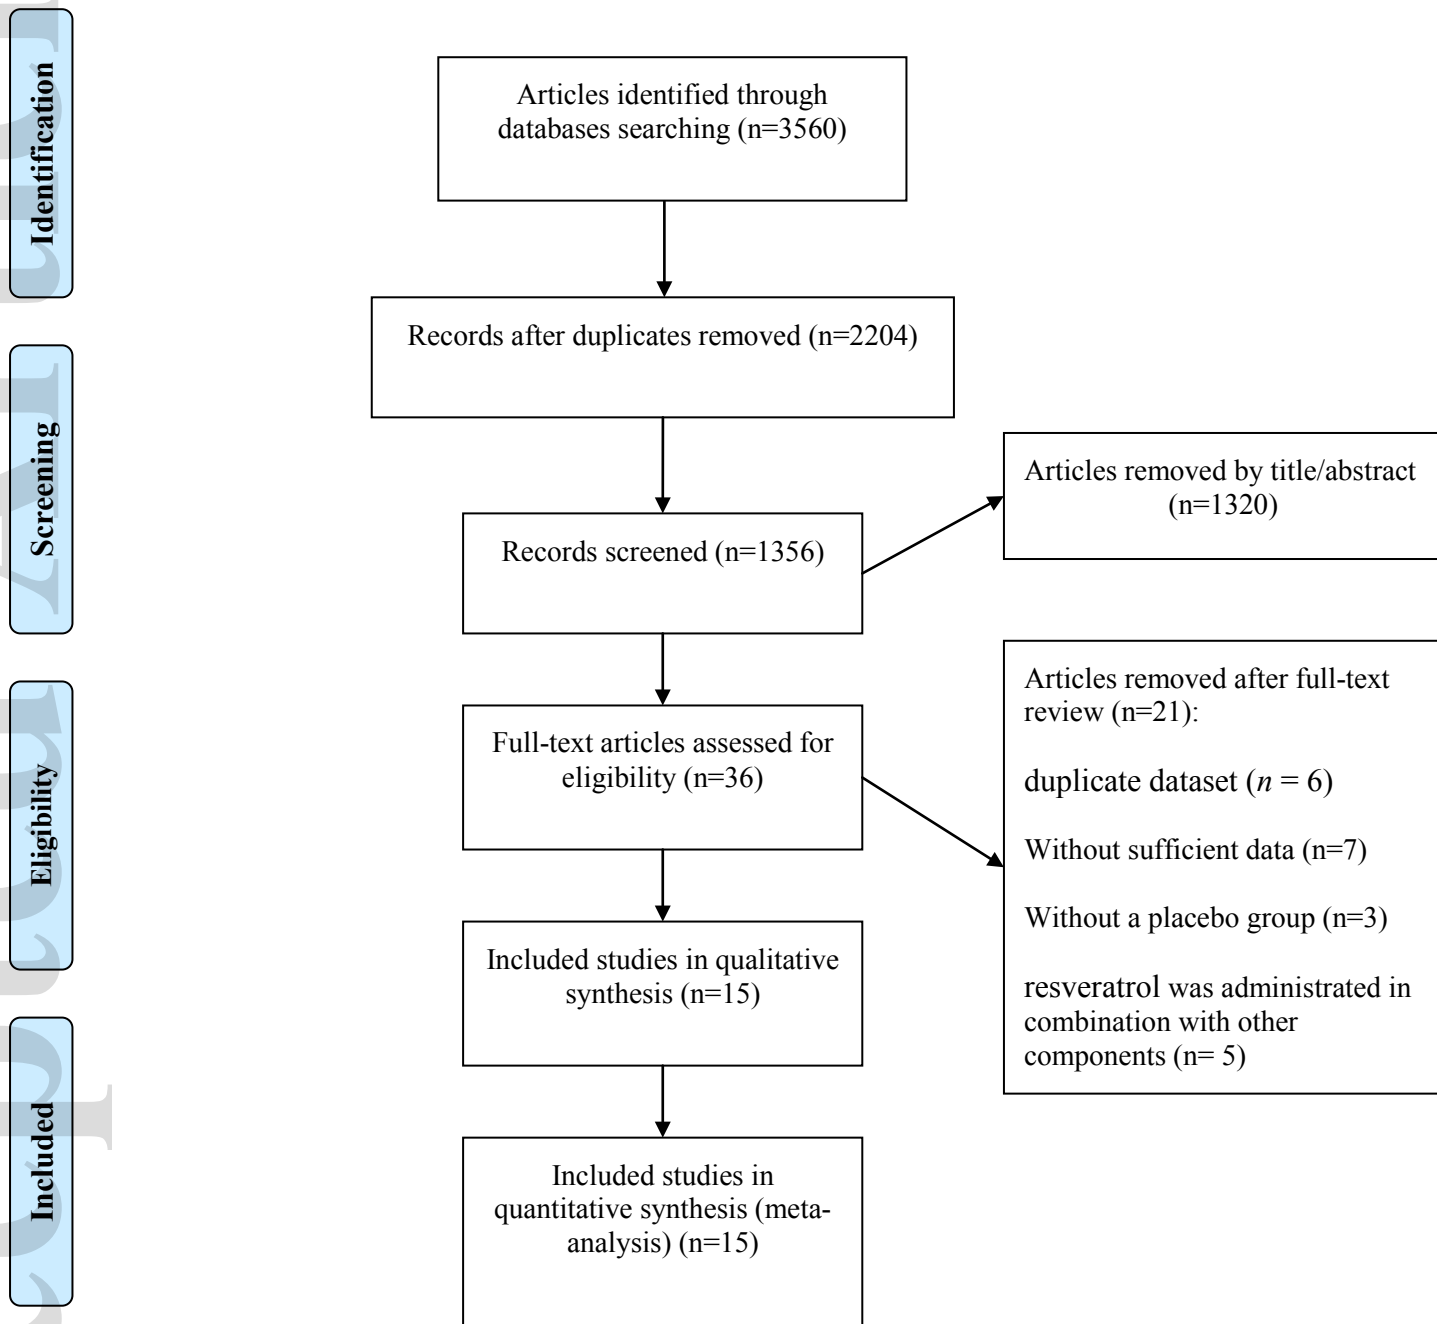 Identification
Articles identified through
databases searching (n=3560)
Records after duplicates removed (n=2204)
Screening
Articles removed by title/abstract
(n=1320)
Records screened (n=1356)
Eligibility
Full-text articles assessed for
eligibility (n=36)
Articles removed after full-text
review (n=21):
duplicate dataset (n = 6)
Without sufficient data (n=7)
Without a placebo group (n=3)
resveratrol was administrated in
combination with other
components (n= 5)
Included studies in qualitative
synthesis (n=15)
Included
Included studies in
quantitative synthesis (meta-
analysis) (n=15)